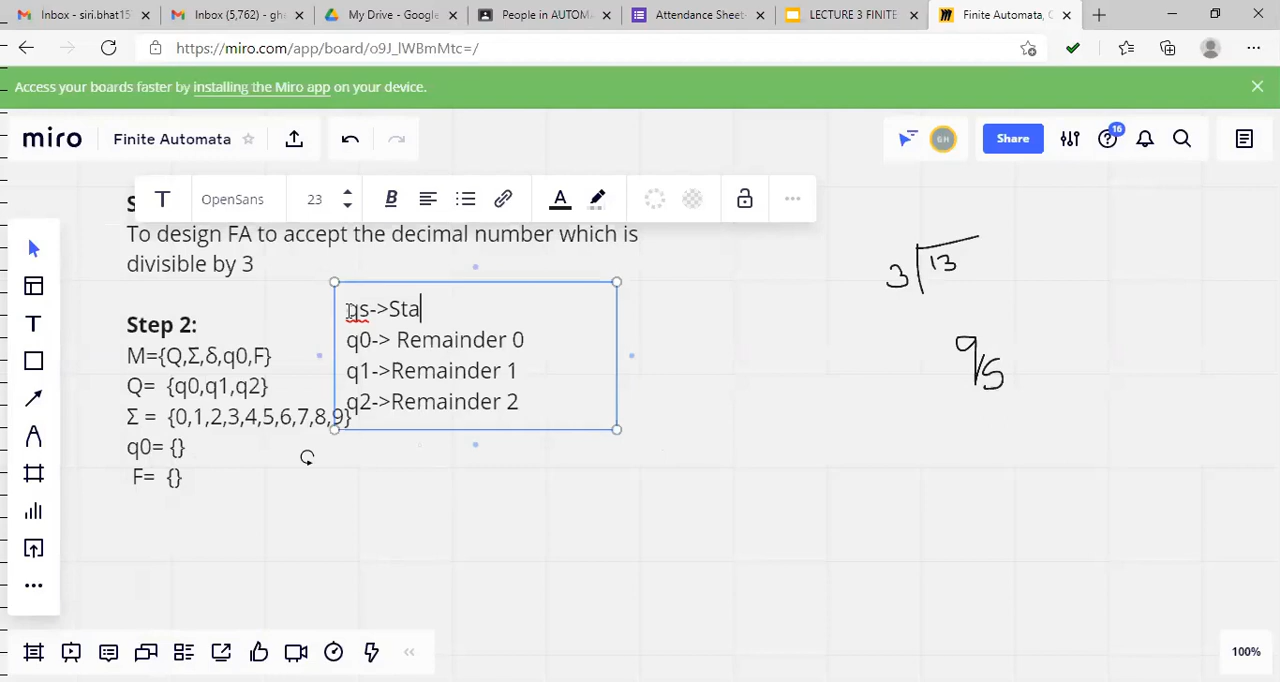 Inbox - siri.bhat15
Inbox (5,762) - ghe
My Drive - Google
People in AUTOM
Attendance Sheet-
LECTURE 3 FINITE
Finite Automata, 
https://miro.com/app/board/o9J_lWBmMtc=/
Access your boards faster by installing the Miro app on your device.
miro
Finite Automata
GH
Share
16
OpenSans
23
B
A
S
To design FA to accept the decimal number which is
divisible by 3
qs->Sta
q0-> Remainder 0
q1->Remainder 1
q2->Remainder 2
Step 2:
M={Q,Σ,δ,q0,F}
Q= {q0,q1,q2}
Σ = {0,1,2,3,4,5,6,7,8,9}
q0= {}
F= {}
3 13
q/s
100%